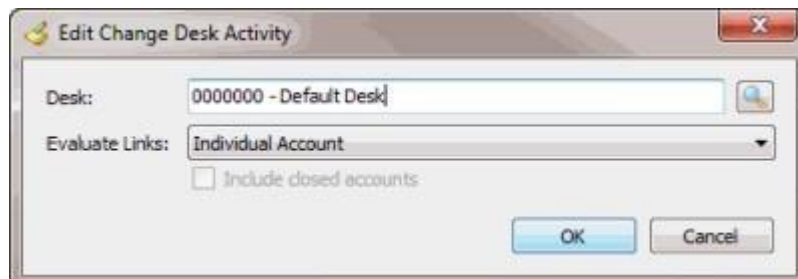 Edit Change Desk Activity
Desk: 0000000 - Default Desk
Evaluate Links: Individual Account
Include closed accounts
OK Cancel